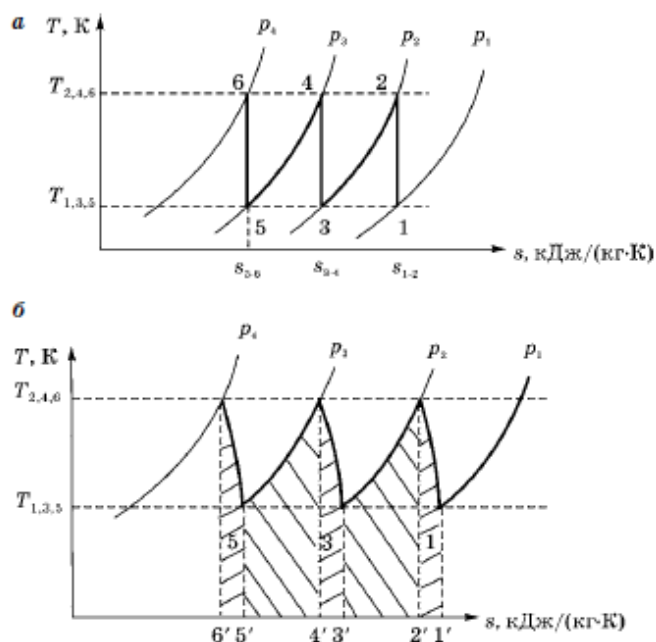 а
T, К
p₄ p₃ p₂ p₁
T₂,₄,₆ 6 4 2
T₁,₃,₅ 5 3 1
s, кДж/(кг·К)
s₅₋₆ s₃₋₄ s₁₋₂
б
T, К
p₄ p₃ p₂ p₁
T₂,₄,₆
T₁,₃,₅
5 3 1
6′ 5′ 4′ 3′ 2′ 1′ s, кДж/(кг·К)